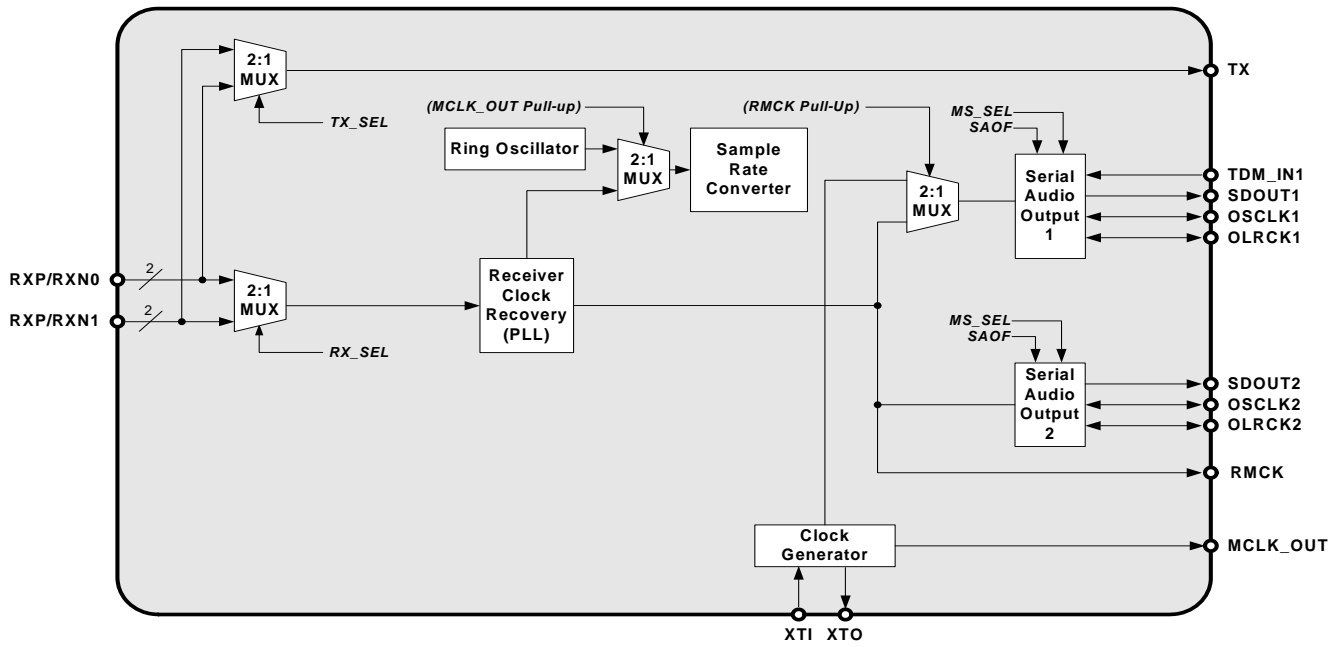 2:1
MUX
TX
TX_SEL
(MCLK_OUT Pull-up)
(RMCK Pull-Up)
MS_SEL
SAOF
Ring Oscillator
2:1
MUX
Sample
Rate
Converter
2:1
MUX
Serial
Audio
Output
1
TDM_IN1
SDOUT1
OSCLK1
OLRCK1
RXP/RXN0
2
RXP/RXN1
2
2:1
MUX
RX_SEL
Receiver
Clock
Recovery
(PLL)
MS_SEL
SAOF
Serial
Audio
Output
2
SDOUT2
OSCLK2
OLRCK2
RMCK
Clock
Generator
MCLK_OUT
XTI
XTO